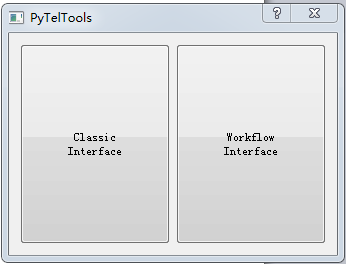 PyTelTools
Classic
Interface
Workflow
Interface